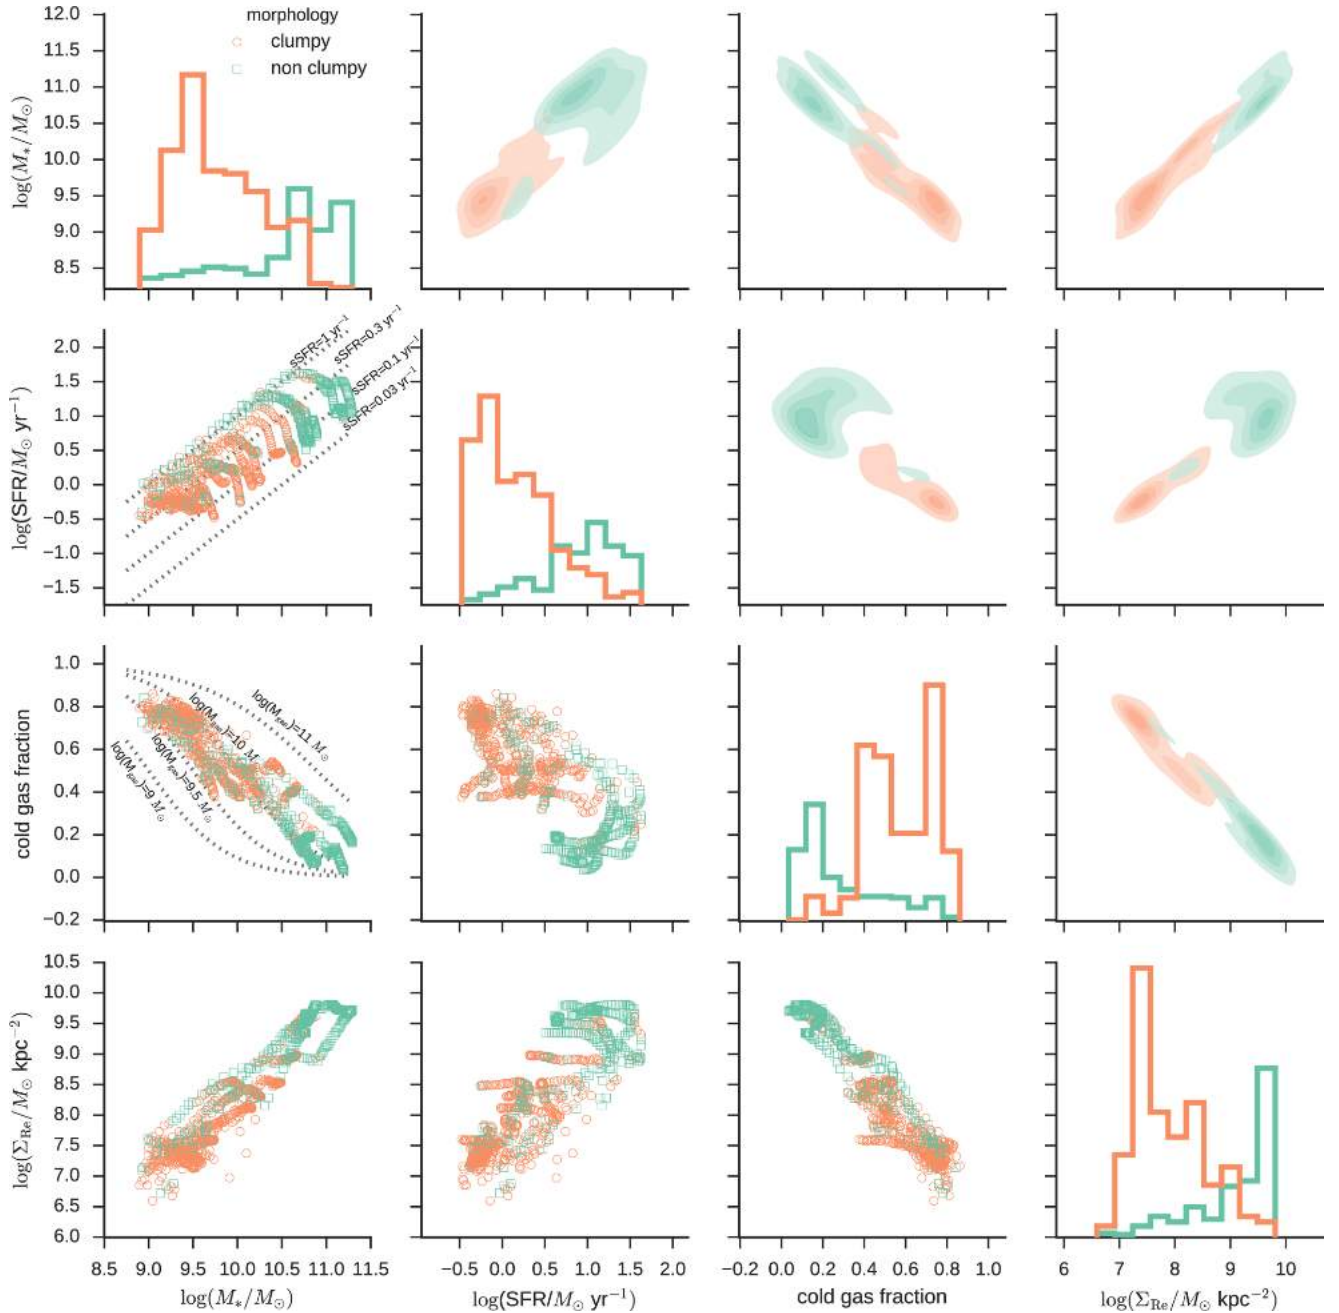 morphology
clumpy
non clumpy
12.0
11.5
11.0
10.5
10.0
9.5
9.0
8.5
log(M*/M⊙)
sSFR=1 yr−1
sSFR=0.3 yr−1
sSFR=0.1 yr−1
sSFR=0.03 yr−1
2.0
1.5
1.0
0.5
0.0
−0.5
−1.0
−1.5
log(SFR/M⊙ yr−1)
log(Mgas)=11 M⊙
log(Mgas)=10 M
log(Mgas)=9.5 M⊙
log(Mgas)=9 M⊙
1.0
0.8
0.6
0.4
0.2
0.0
−0.2
cold gas fraction
10.5
10.0
9.5
9.0
8.5
8.0
7.5
7.0
6.5
6.0
log(ΣRe/M⊙ kpc−2)
8.5 9.0 9.5 10.0 10.5 11.0 11.5
−0.5 0.0 0.5 1.0 1.5 2.0
−0.2 0.0 0.2 0.4 0.6 0.8 1.0
6 7 8 9 10
log(M*/M⊙)
log(SFR/M⊙ yr−1)
cold gas fraction
log(ΣRe/M⊙ kpc−2)